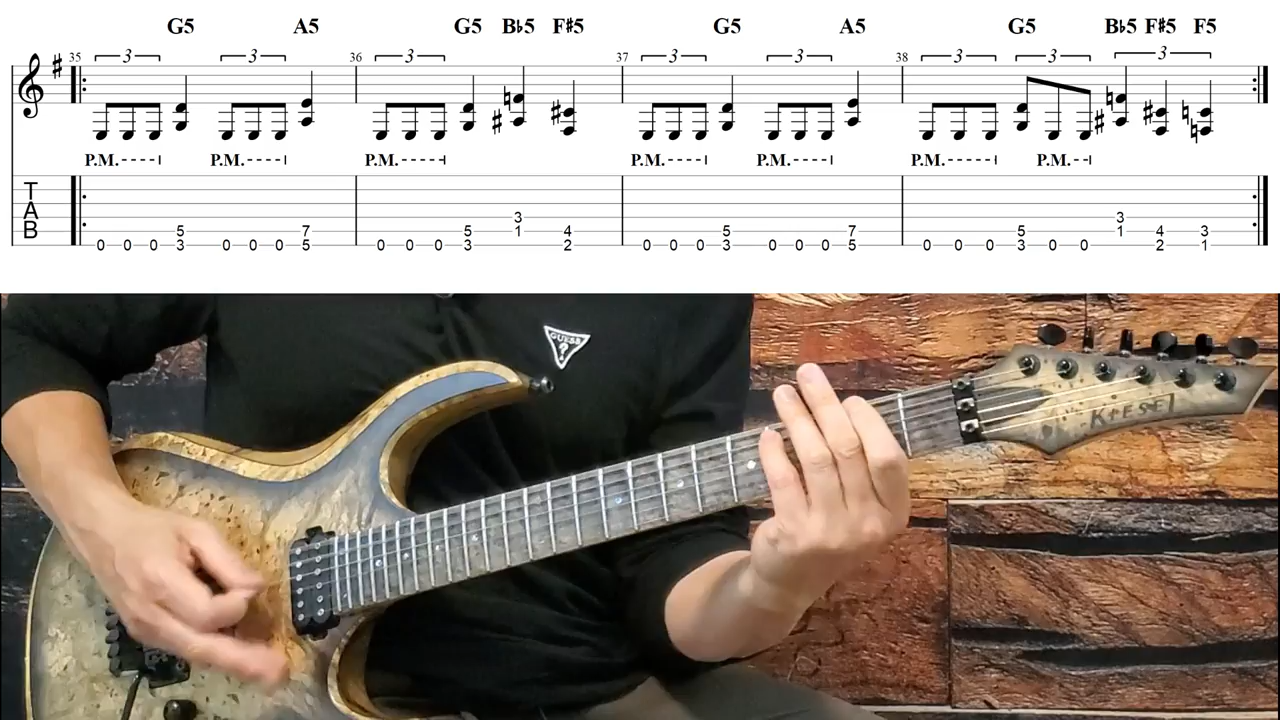 G5 A5 G5 B♭5 F#5 G5 A5 G5 B♭5 F#5 F5
35 3 3 36 3 37 3 3 38 3 3 3
P.M. P.M. P.M. P.M. P.M. P.M. P.M.
T
A 3 3
B 5 7 5 1 4 5 7 5 1 4 3
0 0 0 3 0 0 0 5 0 0 0 3 2 0 0 0 3 0 0 0 5 0 0 0 3 0 0 2 1
GUESS
?
KIESEL